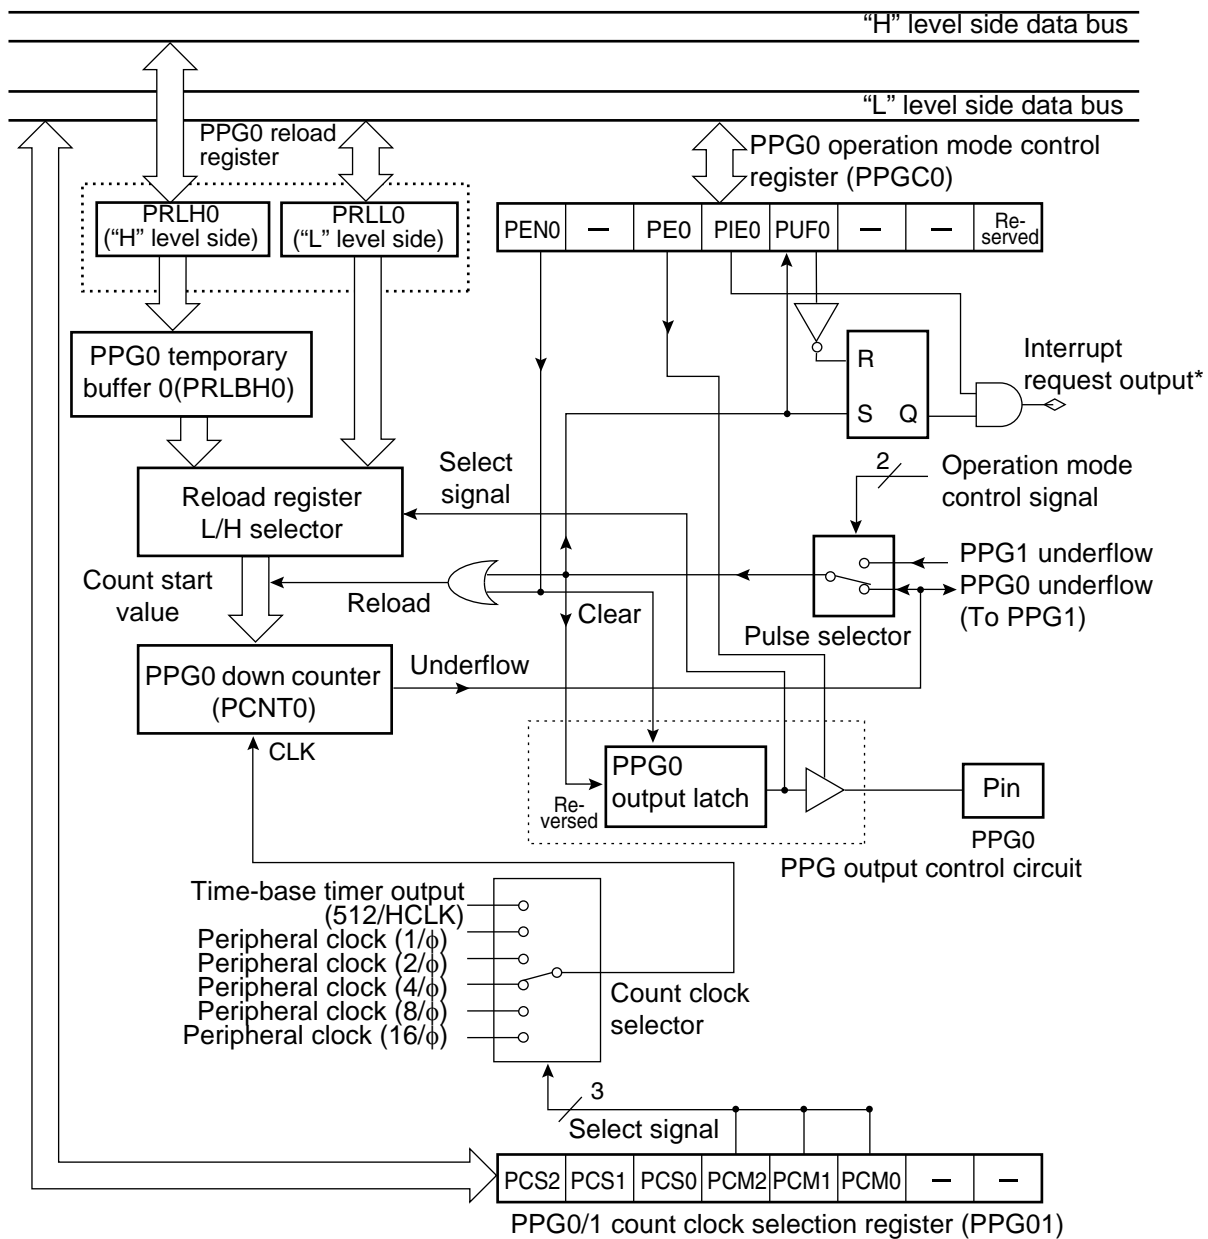 “H” level side data bus
“L” level side data bus
PPG0 reload
register
PPG0 operation mode control
register (PPGC0)
PRLH0
(“H” level side)
PRLL0
(“L” level side)
PEN0 — PE0 PIE0 PUF0 — — Re-
served
PPG0 temporary
buffer 0(PRLBH0)
R
S Q
Interrupt
request output*
Select
signal
2
Operation mode
control signal
Reload register
L/H selector
Count start
value
Reload
Clear
PPG1 underflow
PPG0 underflow
(To PPG1)
Pulse selector
PPG0 down counter
(PCNT0)
Underflow
CLK
PPG0
output latch
Re-
versed
Pin
PPG0
PPG output control circuit
Time-base timer output
(512/HCLK)
Peripheral clock (1/ϕ)
Peripheral clock (2/ϕ)
Peripheral clock (4/ϕ)
Peripheral clock (8/ϕ)
Peripheral clock (16/ϕ)
Count clock
selector
3
Select signal
PCS2 PCS1 PCS0 PCM2 PCM1 PCM0 — —
PPG0/1 count clock selection register (PPG01)